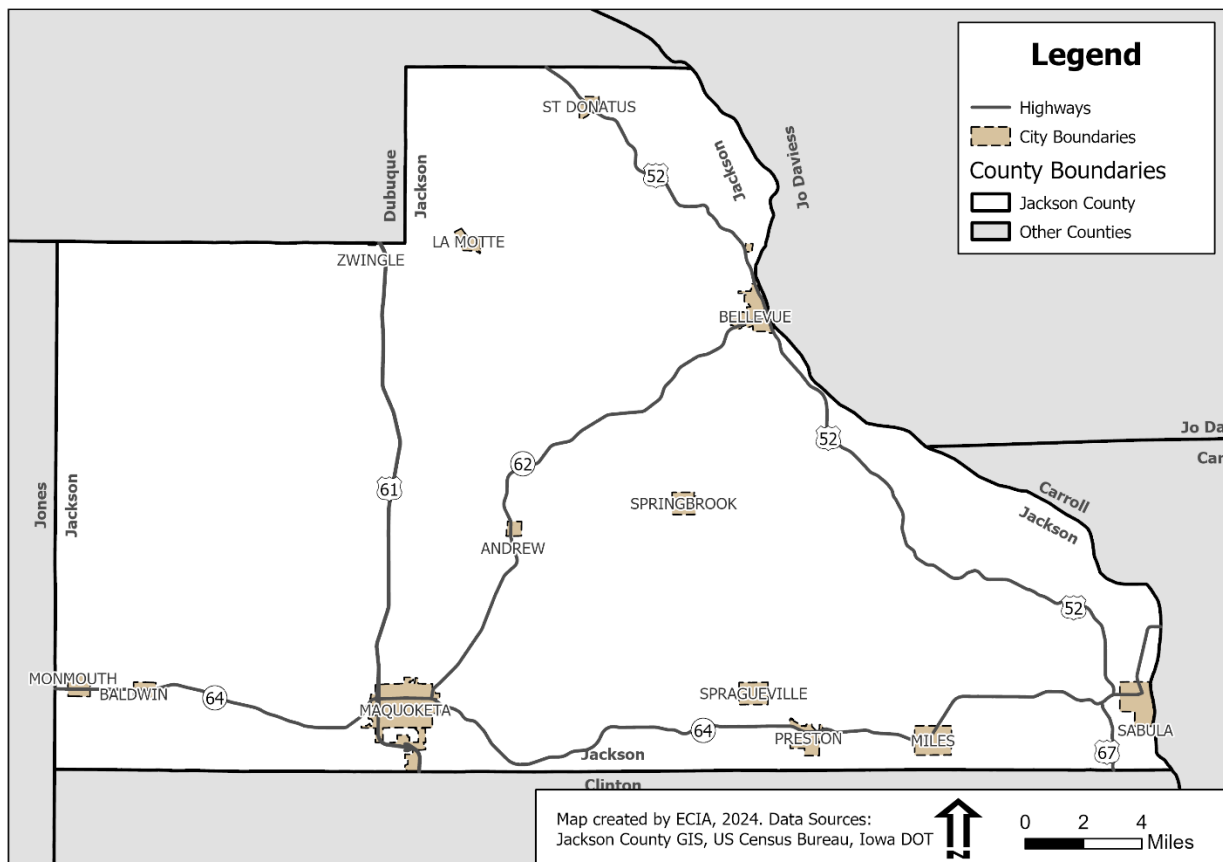 Legend
Highways
City Boundaries
County Boundaries
Jackson County
Other Counties
ST DONATUS
Dubuque
Jackson
52
Jackson
Jo Daviess
LA MOTTE
ZWINGLE
BELLEVUE
Jo Da
Car
52
62
61
Jones
Jackson
SPRINGBROOK
Carroll
Jackson
ANDREW
52
MONMOUTH
BALDWIN
64
MAQUOKETA
SPRAGUEVILLE
64
PRESTON
MILES
SABULA
67
Jackson
Clinton
Map created by ECIA, 2024. Data Sources:
Jackson County GIS, US Census Bureau, Iowa DOT
N
0 2 4
Miles